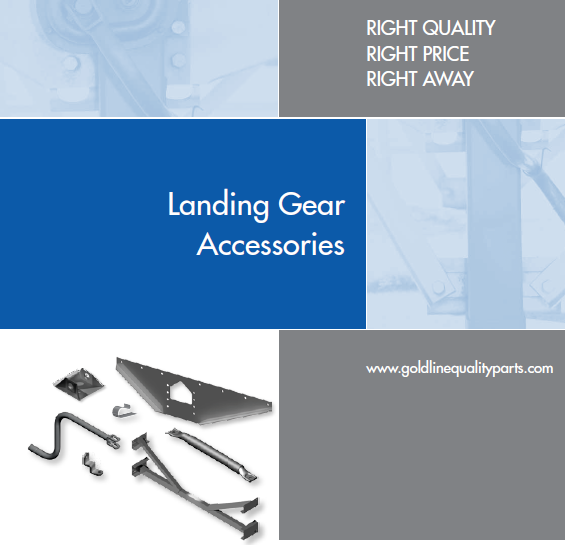 RIGHT QUALITY
RIGHT PRICE
RIGHT AWAY
Landing Gear
Accessories
www.goldlinequalityparts.com